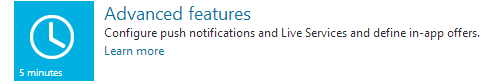 Advanced features
Configure push notifications and Live Services and define in-app offers.
Learn more
5 minutes